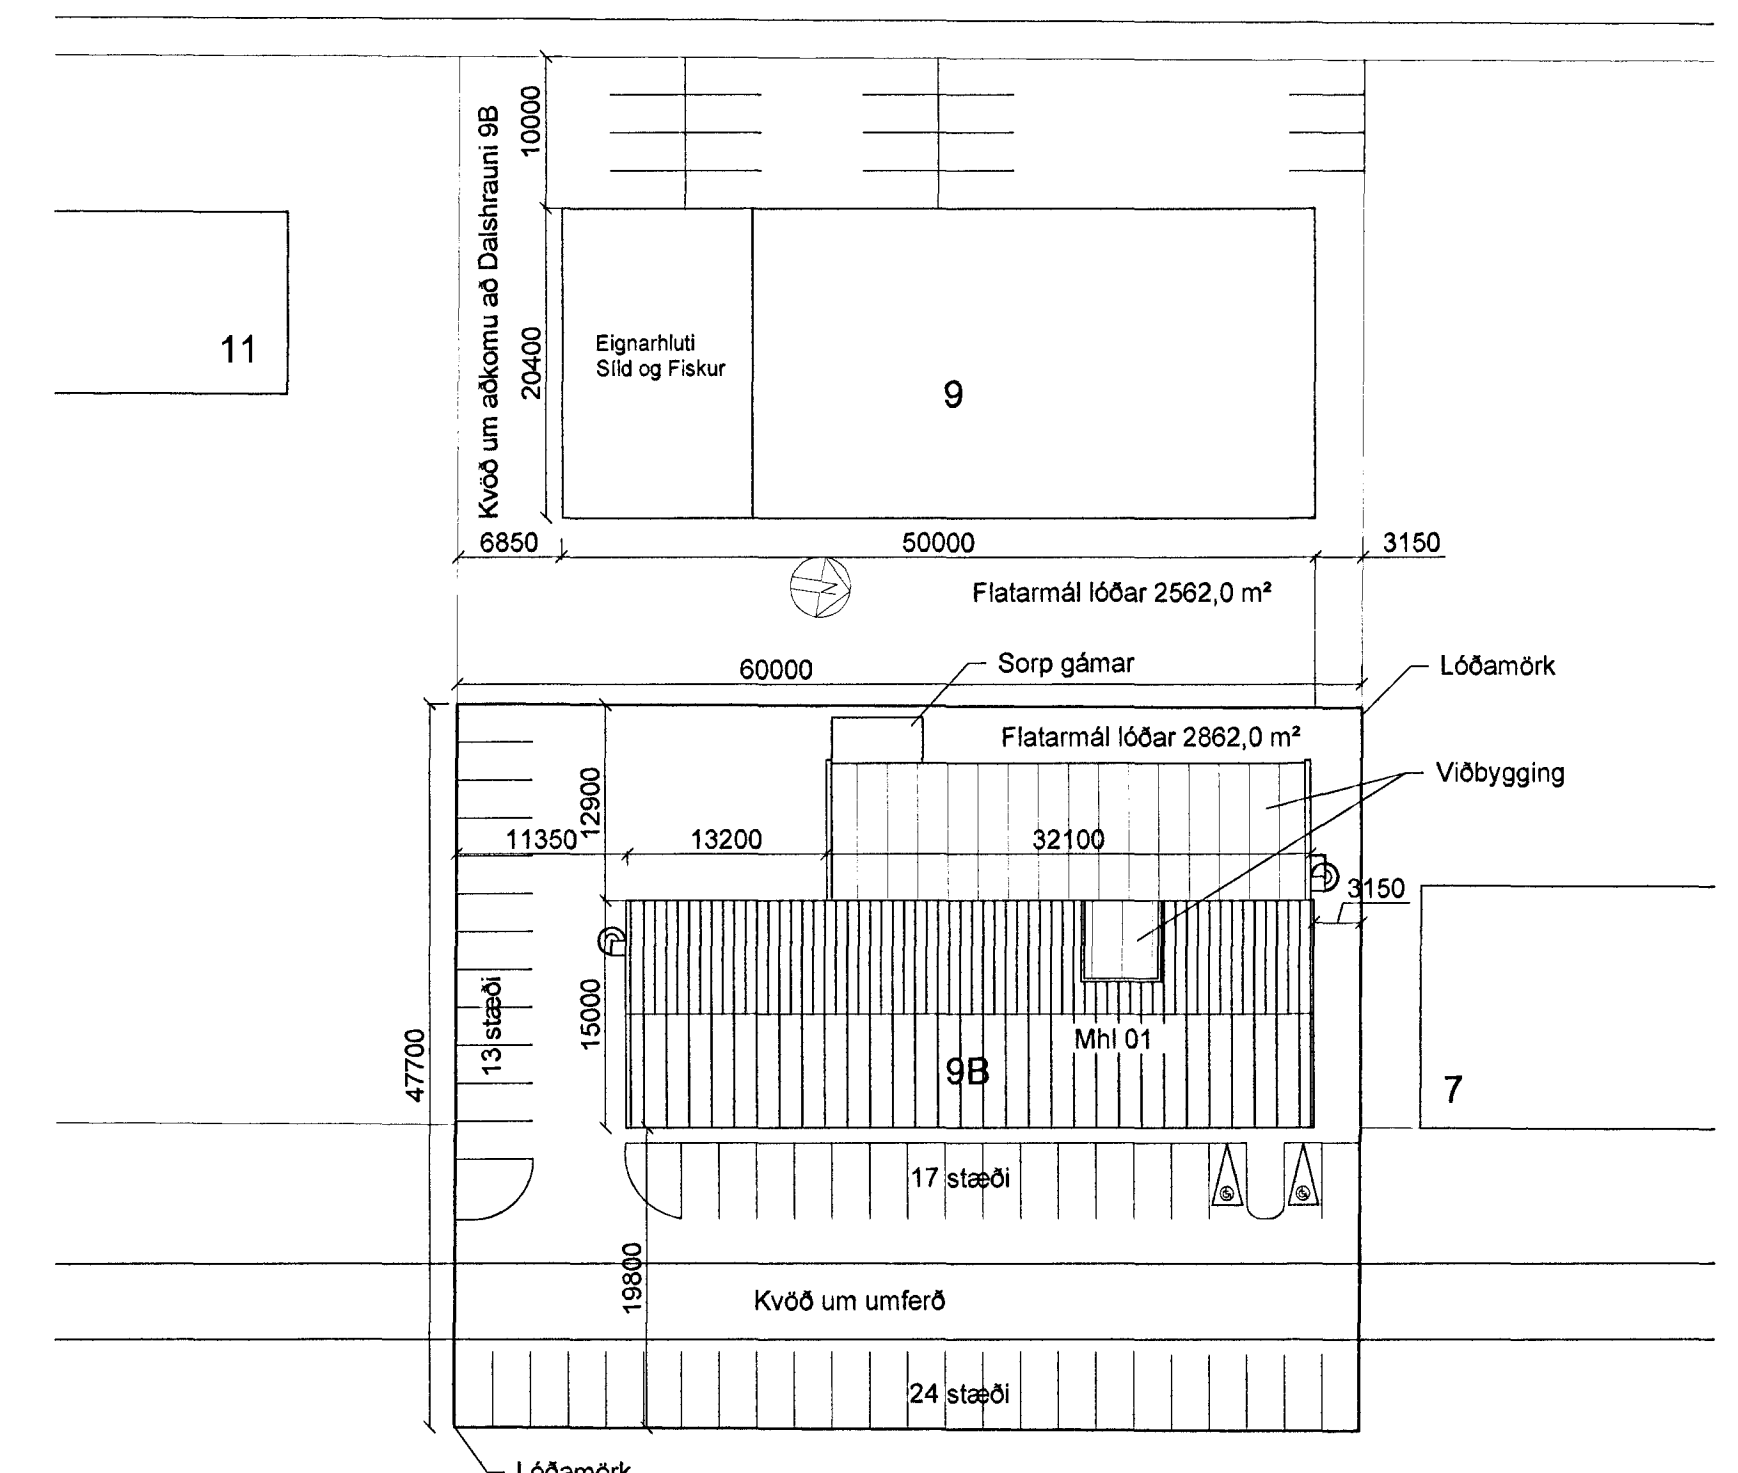 10000
Kvöð um aðkomu að Dalshrauni 9B
11
20400
Eignarhluti
Síld og Fiskur
9
6850
50000
3150
N
Flatarmál lóðar 2562,0 m²
60000
Sorp gámar
Lóðamörk
Flatarmál lóðar 2862,0 m²
Viðbygging
12900
11350
13200
32100
3150
13 stæði
15000
47700
Mhl 01
9B
7
17 stæði
19800
Kvöð um umferð
24 stæði
Lóðamörk